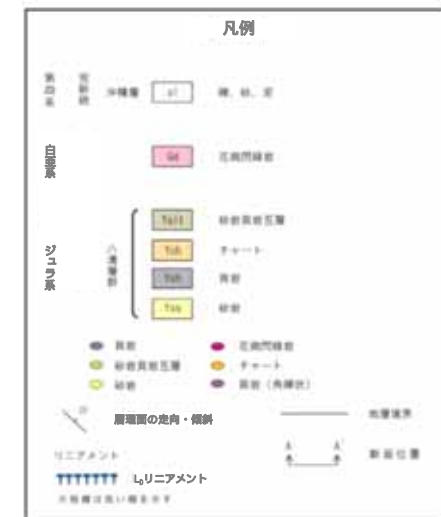 凡例
第四系 完新統 沖積層 al 礫、砂、泥
白亜系 Gd 花崗閃緑岩
ジュラ系 八溝層群
砂岩頁岩互層
チャート
頁岩
砂岩
頁岩 花崗閃緑岩
砂岩頁岩互層 チャート
砂岩 頁岩（角礫状）
層理面の定向・傾斜 地層境界
リニアメント A A' 断面位置
L₀リニアメント